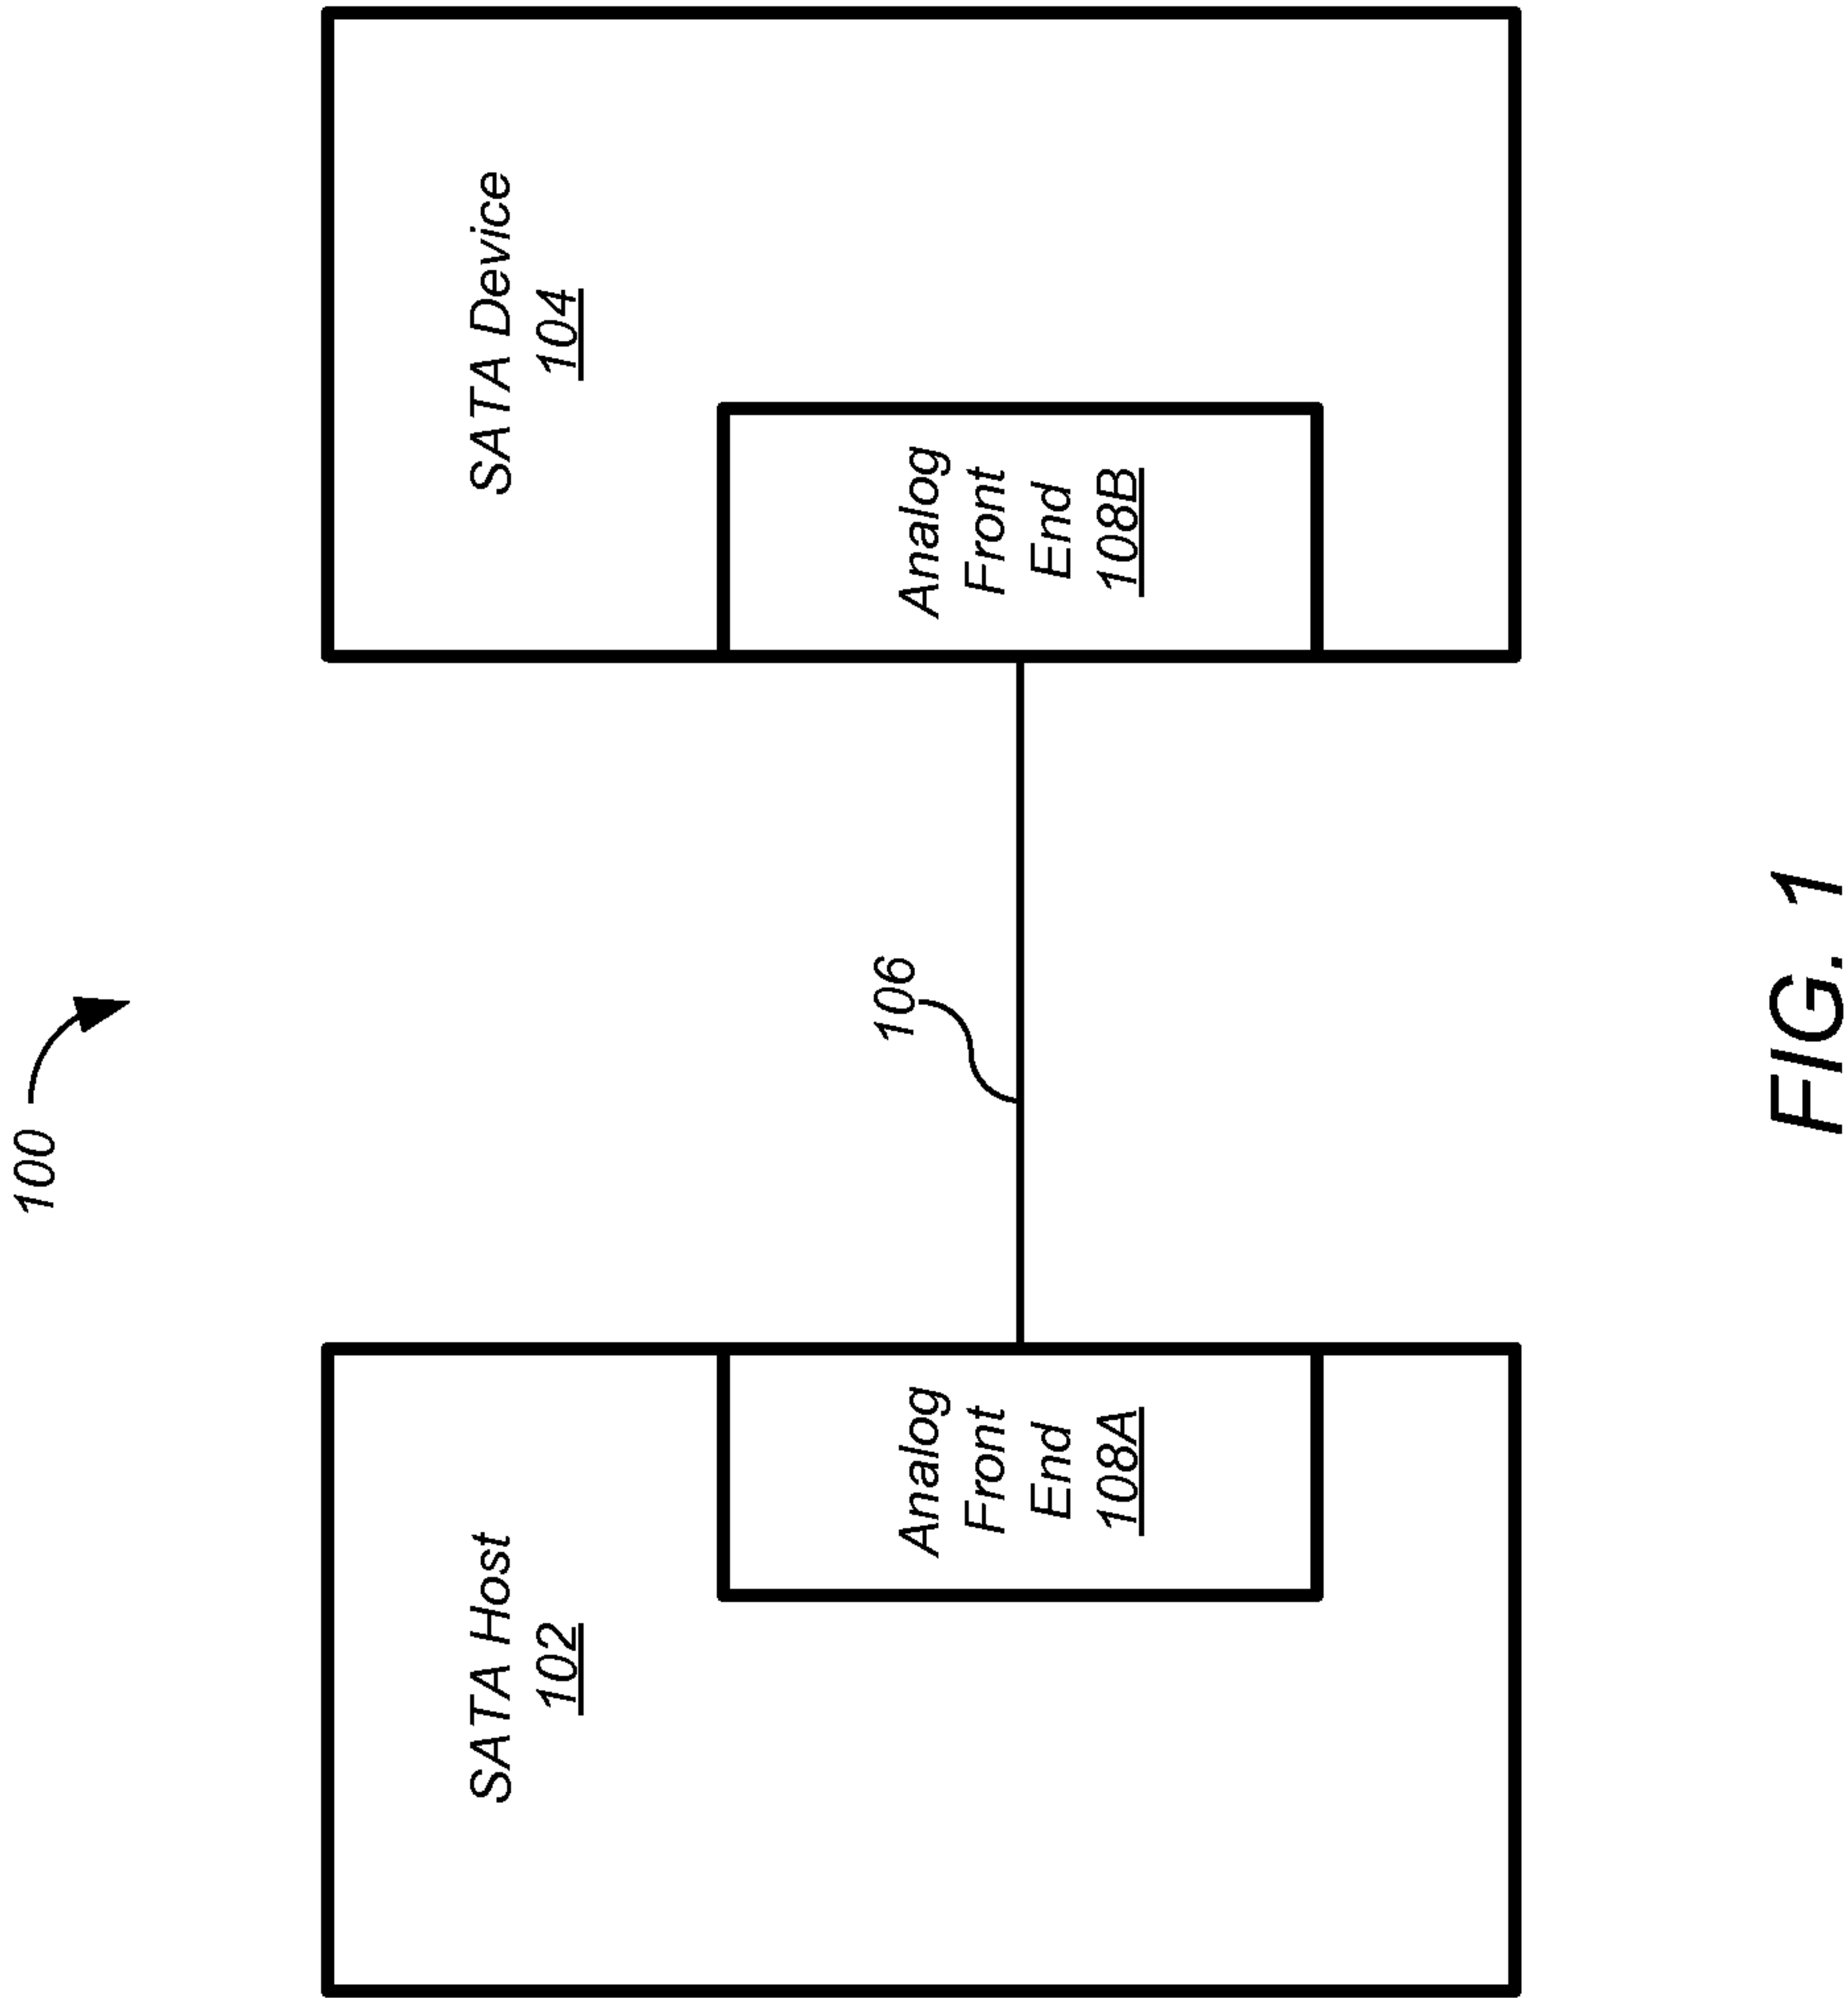 100
SATA Host
102
Analog
Front
End
108A
106
SATA Device
104
Analog
Front
End
108B
FIG. 1